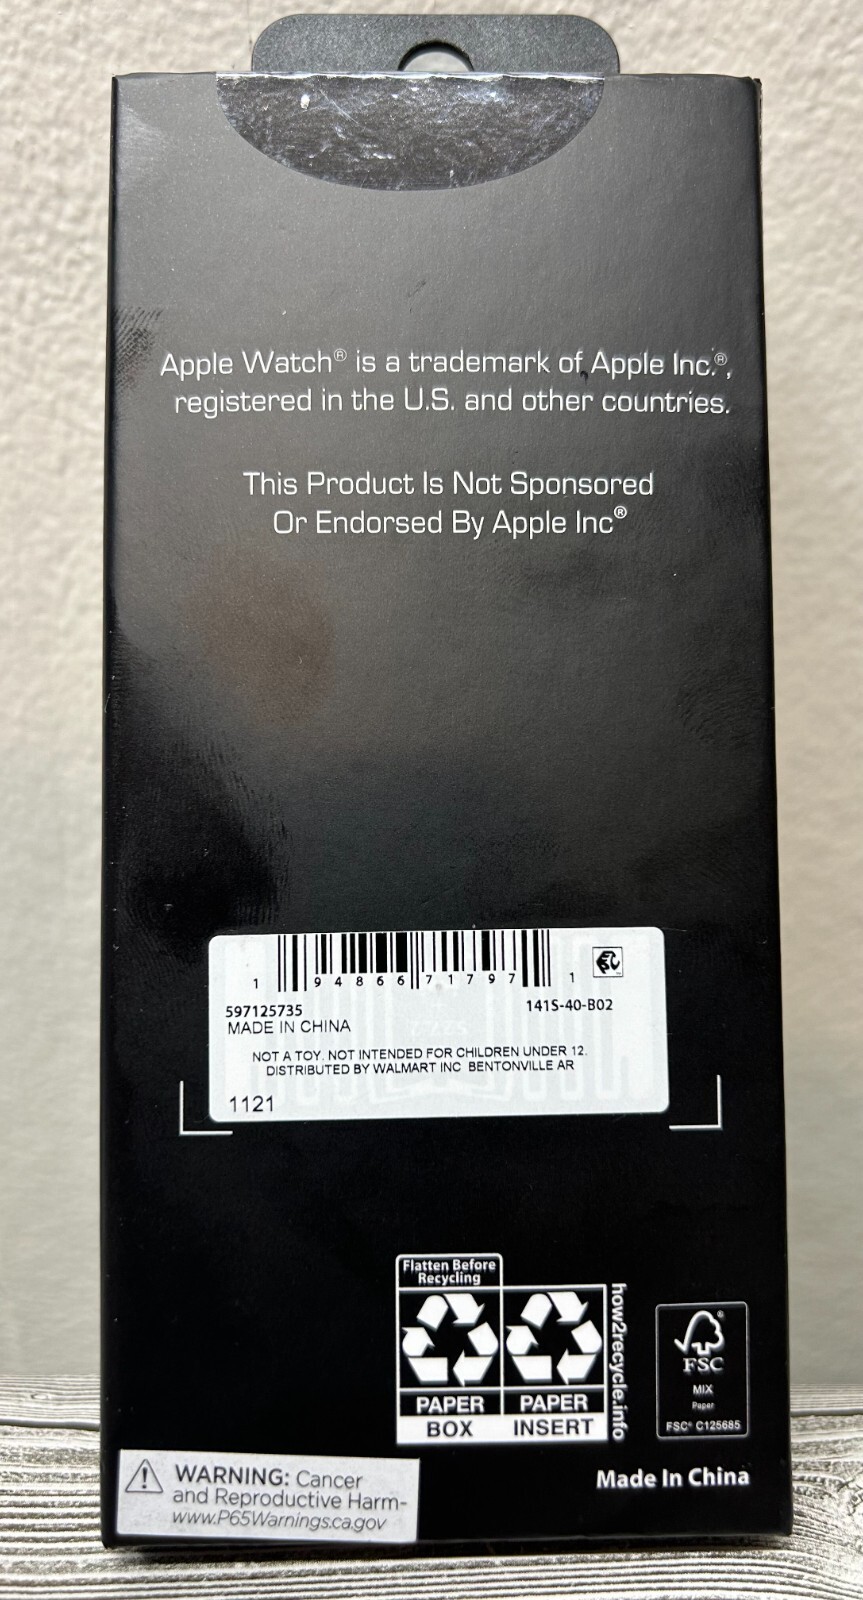 Apple Watch® is a trademark of Apple Inc.®,
registered in the U.S. and other countries.
This Product Is Not Sponsored
Or Endorsed By Apple Inc®
1 94866 71797 1
597125735
141S-40-B02
MADE IN CHINA
NOT A TOY. NOT INTENDED FOR CHILDREN UNDER 12.
DISTRIBUTED BY WALMART INC BENTONVILLE AR
1121
Flatten Before
Recycling
PAPER
BOX
PAPER
INSERT
how2recycle.info
FSC
MIX
Paper
FSC® C125685
Made In China
WARNING: Cancer
and Reproductive Harm-
www.P65Warnings.ca.gov